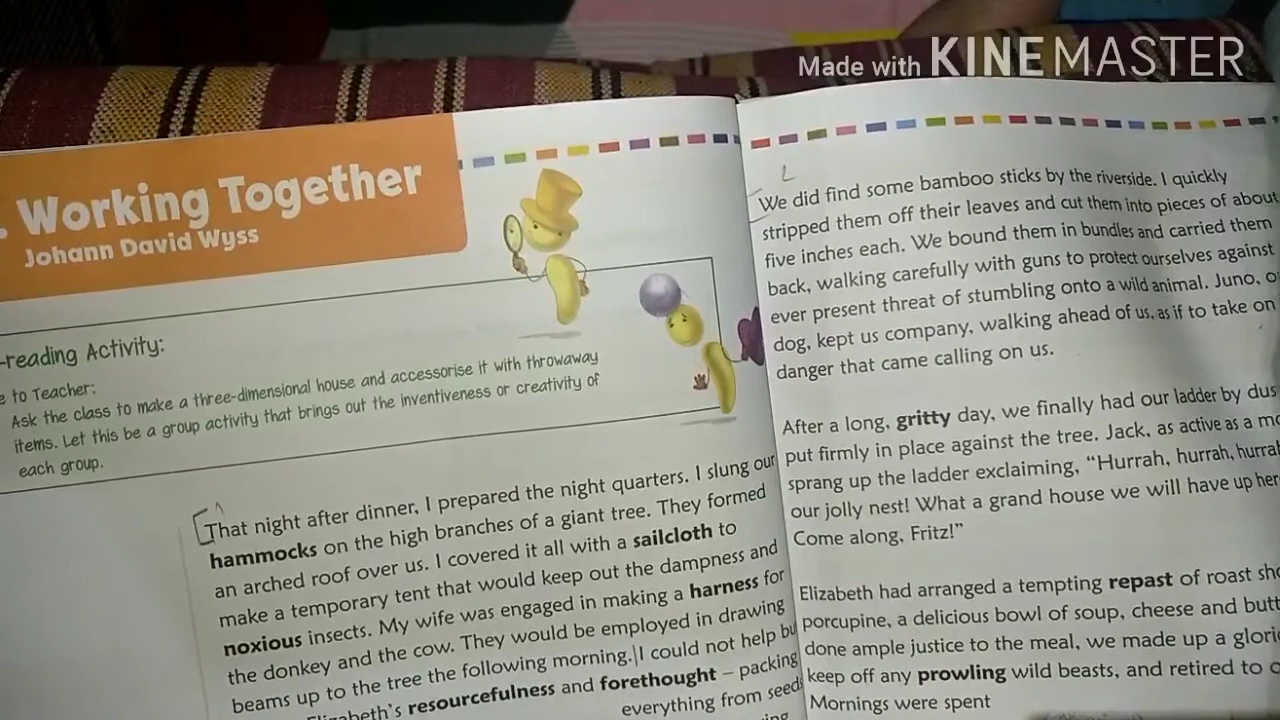 Made with KINEMASTER
Working Together
Johann David Wyss
-reading Activity:
to Teacher:
Ask the class to make a three-dimensional house and accessorise it with throwaway
items. Let this be a group activity that brings out the inventiveness or creativity of
each group.
That night after dinner, I prepared the night quarters. I slung our
hammocks on the high branches of a giant tree. They formed
an arched roof over us. I covered it all with a sailcloth to
make a temporary tent that would keep out the dampness and
noxious insects. My wife was engaged in making a harness for
the donkey and the cow. They would be employed in drawing
beams up to the tree the following morning. I could not help
resourcefulness and forethought – packing
everything from seeds
We did find some bamboo sticks by the riverside. I quickly
stripped them off their leaves and cut them into pieces of about
five inches each. We bound them in bundles and carried them
back, walking carefully with guns to protect ourselves against
ever present threat of stumbling onto a wild animal. Juno,
dog, kept us company, walking ahead of us, as if to take on
danger that came calling on us.
After a long, gritty day, we finally had our ladder by
put firmly in place against the tree. Jack, as active as a
sprang up the ladder exclaiming, “Hurrah, hurrah,
our jolly nest! What a grand house we will have up
Come along, Fritz!”
Elizabeth had arranged a tempting repast of roast
porcupine, a delicious bowl of soup, cheese and
done ample justice to the meal, we made up a
keep off any prowling wild beasts, and retired to
Mornings were spent